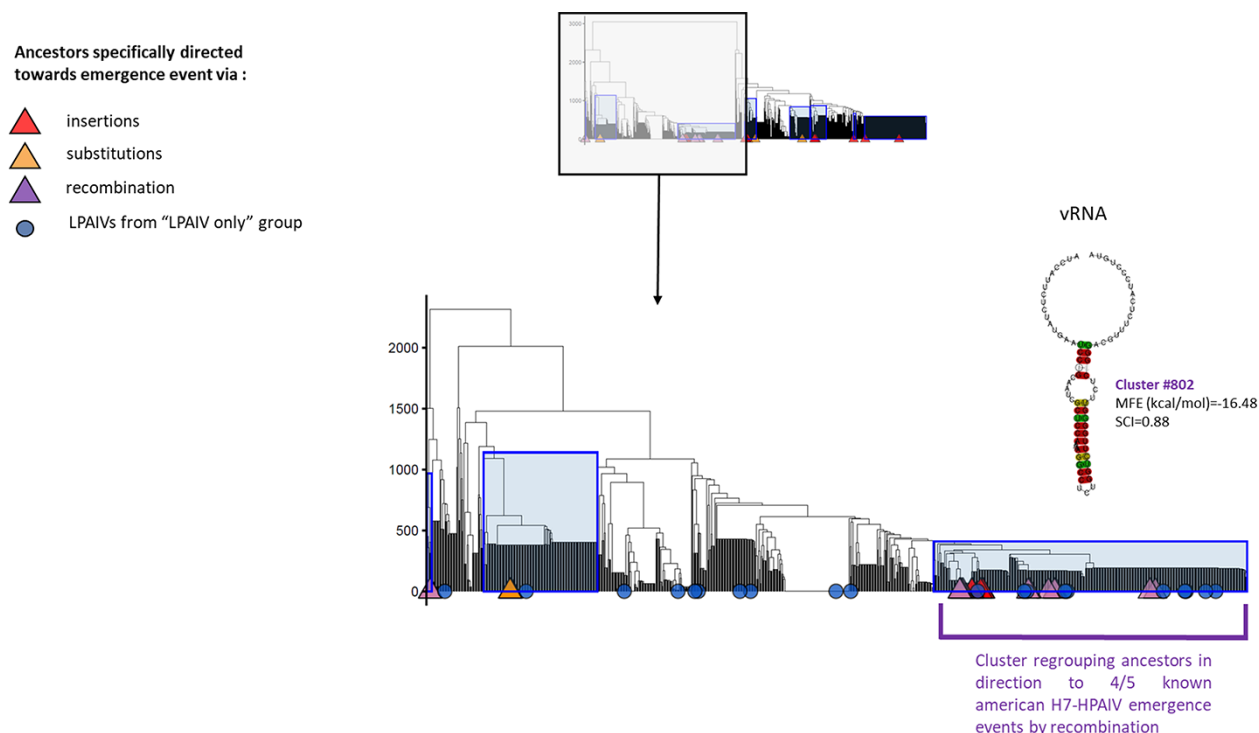 Ancestors specifically directed
towards emergence event via :
insertions
substitutions
recombination
LPAIVs from “LPAIV only” group
3000
2000
1000
0
vRNA
Cluster #802
MFE (kcal/mol)=-16.48
SCI=0.88
2000
1500
1000
500
0
Cluster regrouping ancestors in
direction to 4/5 known
american H7-HPAIV emergence
events by recombination